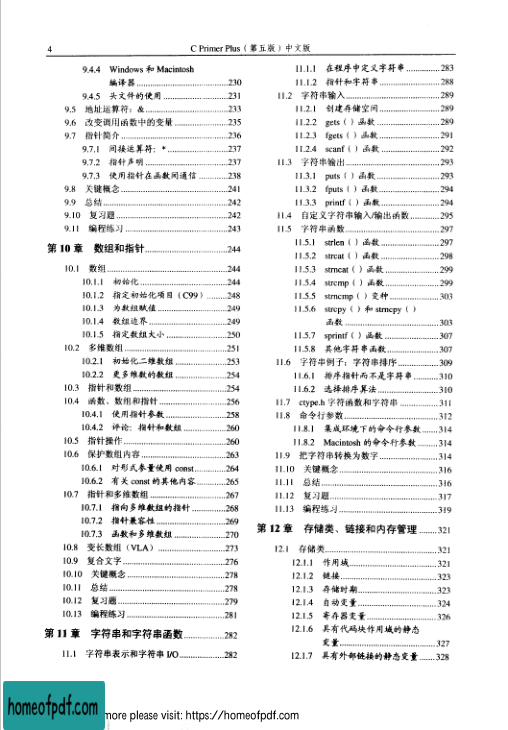 4
C Primer Plus（第五版）中文版
9.4.4 Windows 和 Macintosh
编译器……230
9.4.5 头文件的使用……231
9.5 地址运算符：&……233
9.6 改变调用函数中的变量……235
9.7 指针简介……236
9.7.1 间接运算符：*……237
9.7.2 指针声明……237
9.7.3 使用指针在函数间通信……238
9.8 关键概念……241
9.9 总结……242
9.10 复习题……242
9.11 编程练习……243
第 10 章 数组和指针……244
10.1 数组……244
10.1.1 初始化……244
10.1.2 指定初始化项目（C99）……248
10.1.3 为数组赋值……249
10.1.4 数组边界……249
10.1.5 指定数组大小……250
10.2 多维数组……251
10.2.1 初始化二维数组……253
10.2.2 更多维数的数组……254
10.3 指针和数组……254
10.4 函数、数组和指针……256
10.4.1 使用指针参数……258
10.4.2 评论：指针和数组……260
10.5 指针操作……260
10.6 保护数组内容……263
10.6.1 对形式参量使用 const……264
10.6.2 有关 const 的其他内容……265
10.7 指针和多维数组……267
10.7.1 指向多维数组的指针……268
10.7.2 指针兼容性……269
10.7.3 函数和多维数组……270
10.8 变长数组（VLA）……273
10.9 复合文字……276
10.10 关键概念……278
10.11 总结……278
10.12 复习题……279
10.13 编程练习……281
第 11 章 字符串和字符串函数……282
11.1 字符串表示和字符串 I/O……282
11.1.1 在程序中定义字符串……283
11.1.2 指针和字符串……288
11.2 字符串输入……289
11.2.1 创建存储空间……289
11.2.2 gets（）函数……289
11.2.3 fgets（）函数……291
11.2.4 scanf（）函数……292
11.3 字符串输出……293
11.3.1 puts（）函数……293
11.3.2 fputs（）函数……294
11.3.3 printf（）函数……294
11.4 自定义字符串输入/输出函数……295
11.5 字符串函数……297
11.5.1 strlen（）函数……297
11.5.2 strcat（）函数……298
11.5.3 strncat（）函数……299
11.5.4 strcmp（）函数……299
11.5.5 strncmp（）变种……303
11.5.6 strcpy（）和 strncpy（）
函数……303
11.5.7 sprintf（）函数……307
11.5.8 其他字符串函数……307
11.6 字符串例子：字符串排序……309
11.6.1 排序指针而不是字符串……310
11.6.2 选择排序算法……310
11.7 ctype.h 字符函数和字符串……311
11.8 命令行参数……312
11.8.1 集成环境下的命令行参数……314
11.8.2 Macintosh 的命令行参数……314
11.9 把字符串转换为数字……314
11.10 关键概念……316
11.11 总结……316
11.12 复习题……317
11.13 编程练习……319
第 12 章 存储类、链接和内存管理……321
12.1 存储类……321
12.1.1 作用域……321
12.1.2 链接……323
12.1.3 存储时期……323
12.1.4 自动变量……324
12.1.5 寄存器变量……326
12.1.6 具有代码块作用域的静态
变量……327
12.1.7 具有外部链接的静态变量……328
homeofpdf.com
more please visit: https://homeofpdf.com